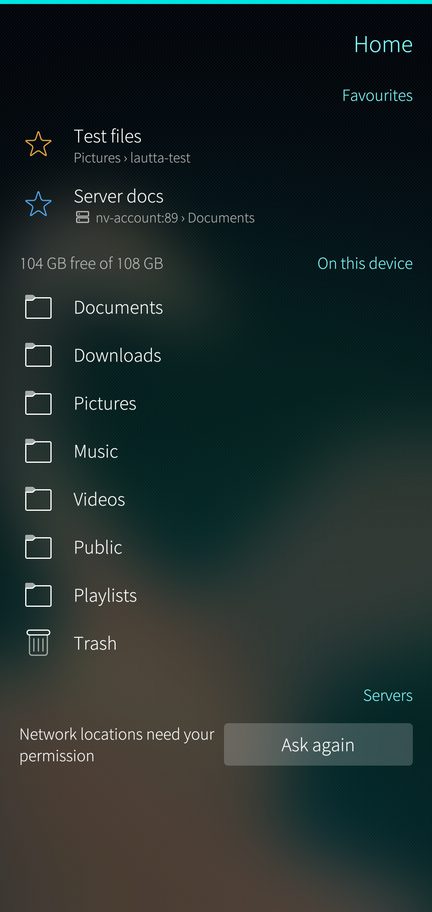 Home
Favourites
Test files
Pictures › lautta-test
Server docs
nv-account:89 › Documents
104 GB free of 108 GB
On this device
Documents
Downloads
Pictures
Music
Videos
Public
Playlists
Trash
Servers
Network locations need your
permission
Ask again